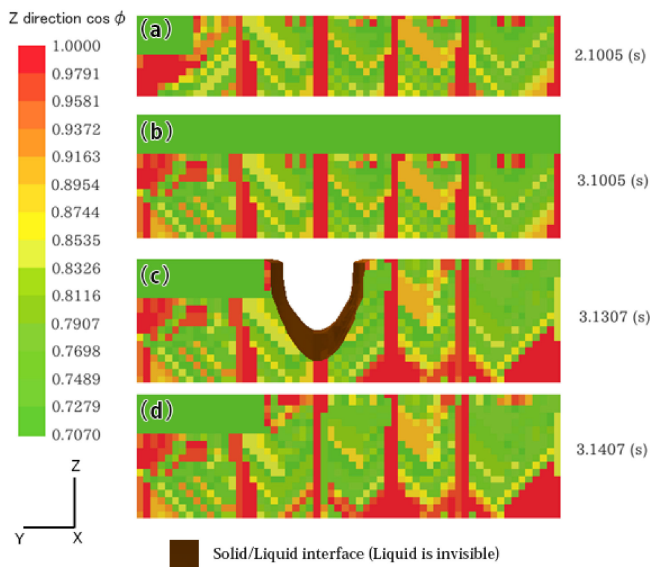 Z direction cos ϕ
1.0000
0.9791
0.9581
0.9372
0.9163
0.8954
0.8744
0.8535
0.8326
0.8116
0.7907
0.7698
0.7489
0.7279
0.7070
(a)
2.1005 (s)
(b)
3.1005 (s)
(c)
3.1307 (s)
(d)
3.1407 (s)
Z
Y
X
Solid/Liquid interface (Liquid is invisible)